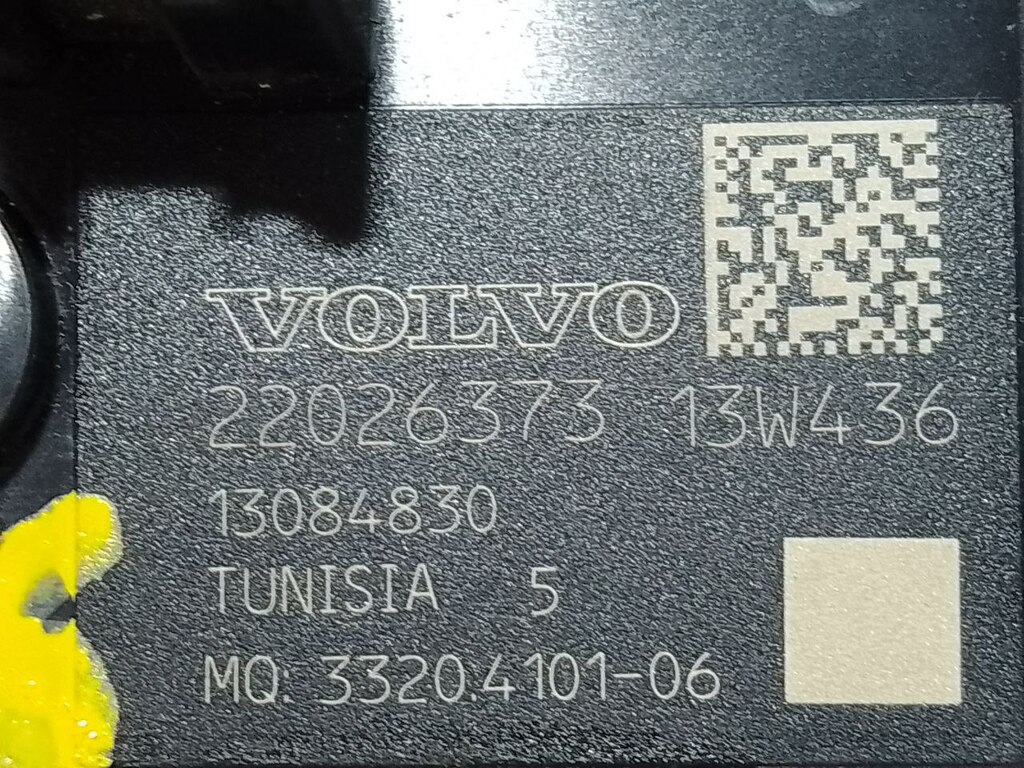 VOLVO
22026373 13W436
13084830
TUNISIA 5
MQ: 3320.4101-06